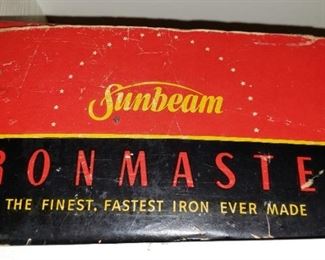 Sunbeam
RONMASTE
THE FINEST, FASTEST IRON EVER MADE